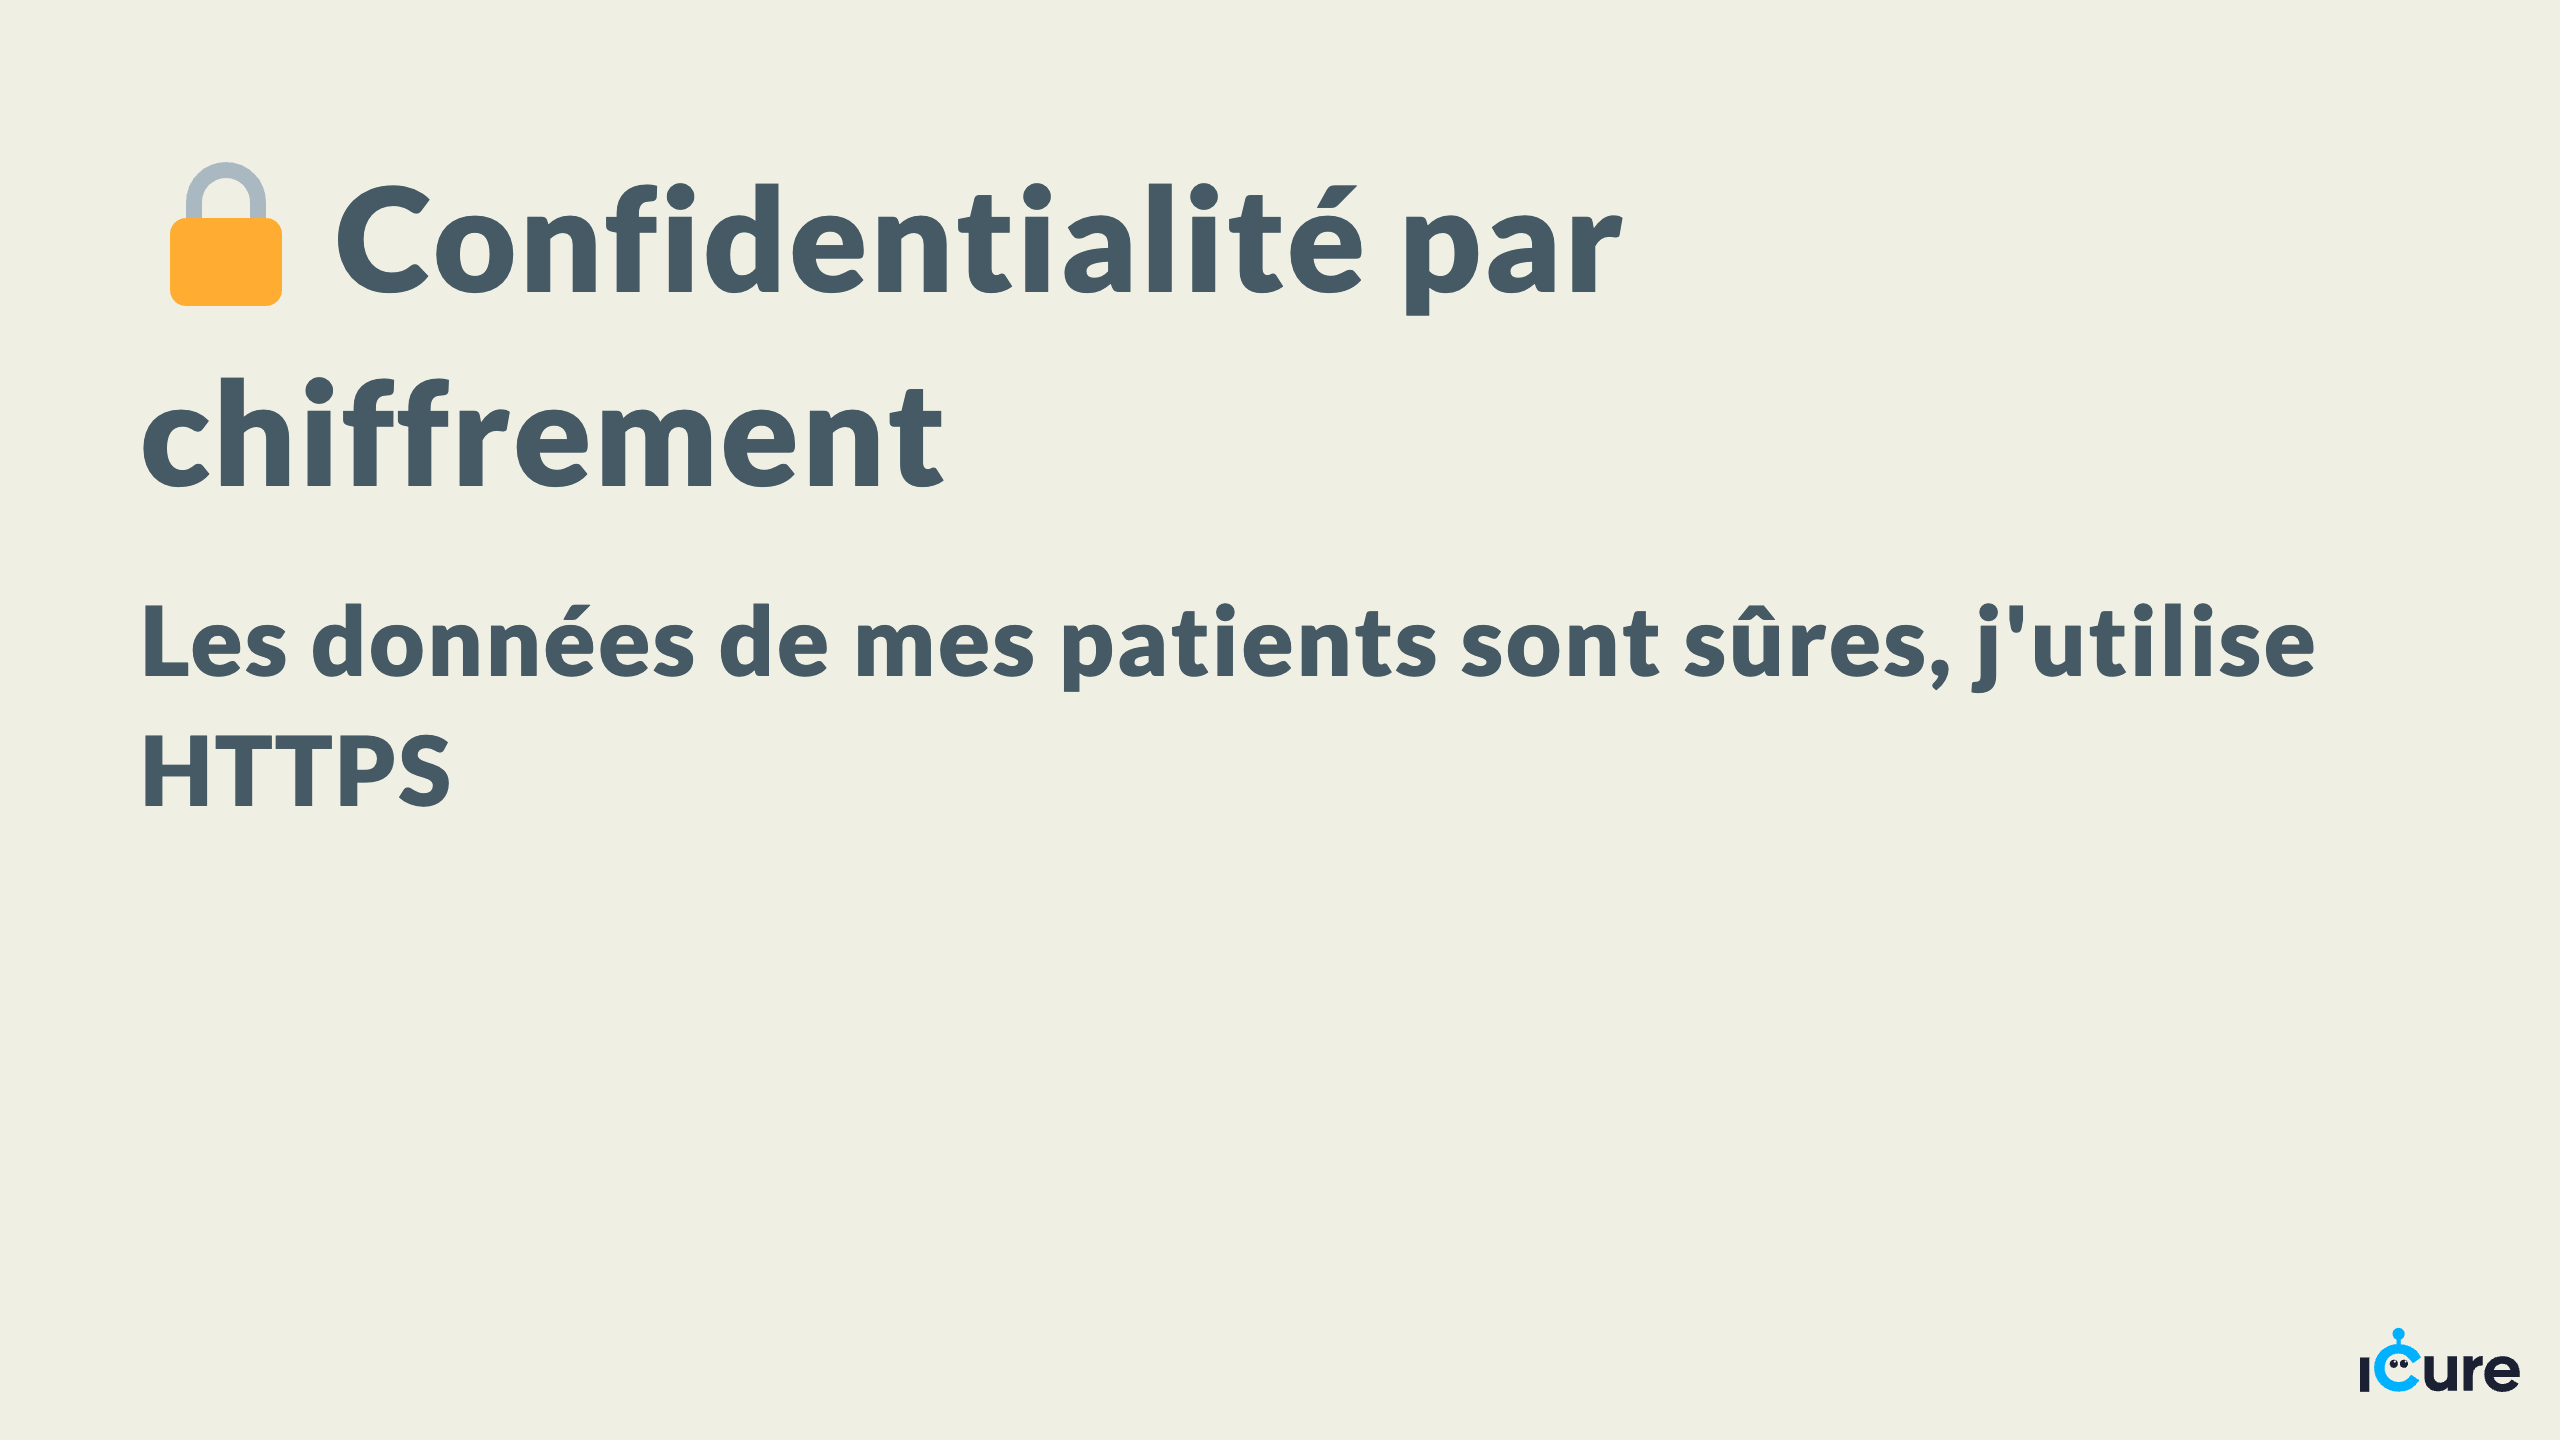 Confidentialité par
chiffrement
Les données de mes patients sont sûres, j'utilise
HTTPS
iCure